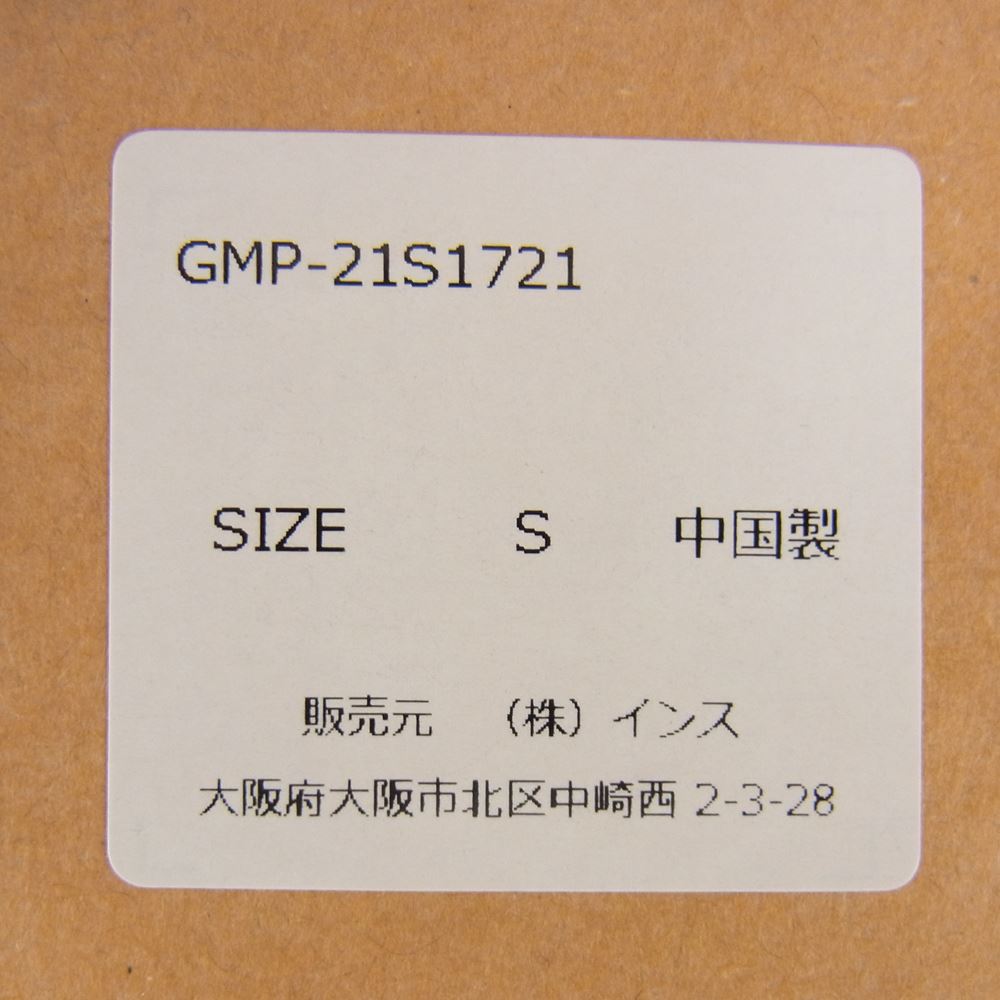 GMP-21S1721
SIZE S 中国製
販売元 （株）インス
大阪府大阪市北区中崎西 2-3-28